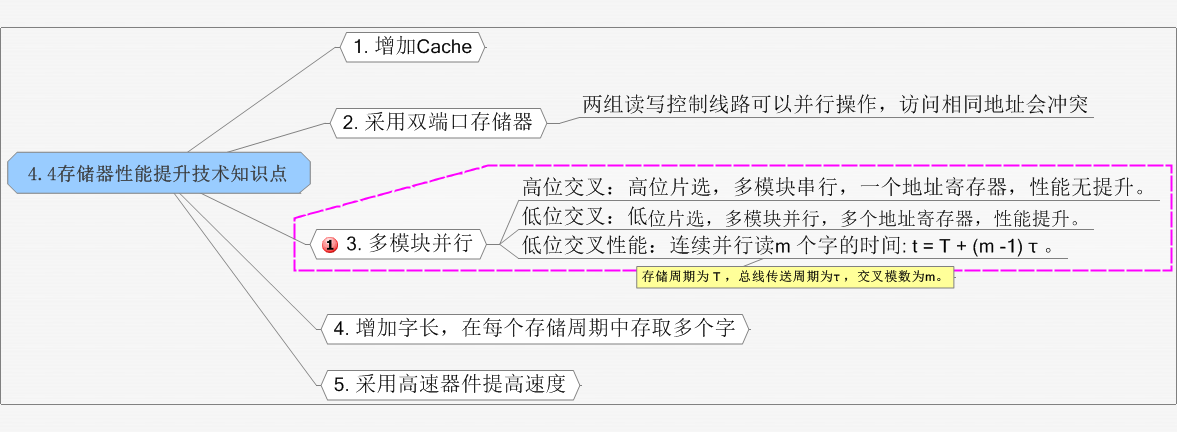 1. 增加Cache
2. 采用双端口存储器
两组读写控制线路可以并行操作，访问相同地址会冲突
4.4存储器性能提升技术知识点
高位交叉：高位片选，多模块串行，一个地址寄存器，性能无提升。
低位交叉：低位片选，多模块并行，多个地址寄存器，性能提升。
1 3. 多模块并行
低位交叉性能：连续并行读m 个字的时间: t = T + (m -1) τ 。
存储周期为 T ，总线传送周期为τ ，交叉模数为m。
4. 增加字长，在每个存储周期中存取多个字
5. 采用高速器件提高速度